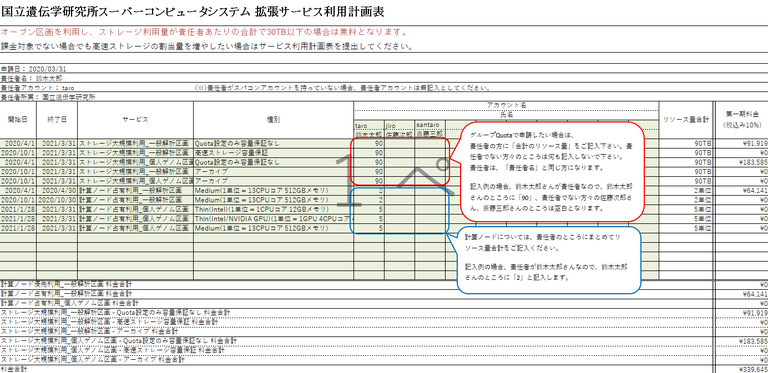 国立遺伝学研究所スーパーコンピュータシステム 拡張サービス利用計画表
オープン区画を利用し、ストレージ利用量が責任者あたりの合計で30TB以下の場合は無料となります。
課金対象でない場合でも高速ストレージの割当量を増やしたい場合はサービス利用計画表を提出してください。
申請日： 2020/03/31
責任者名： 鈴木太郎
責任者アカウント： taro (※)責任者がスパコンアカウントを持っていない場合、責任者アカウントは無記入としてください。
責任者所属： 国立遺伝学研究所
開始日 終了日 サービス 種別 アカウント名 リソース量合計 第一期料金
氏名 (税込み10%)
taro jiro santaro
鈴木太郎 佐藤次郎 斎藤三郎
2020/4/1 2021/3/31 ストレージ大規模利用_一般解析区画 Quota設定のみ容量保証なし 90 90TB ¥91,919
2020/10/1 2021/3/31 ストレージ大規模利用_一般解析区画 高速ストレージ容量保証 90 90TB ¥0
2020/4/1 2021/3/31 ストレージ大規模利用_個人ゲノム区画 Quota設定のみ容量保証なし 90 90TB ¥183,585
2020/10/1 2021/3/31 ストレージ大規模利用_一般解析区画 アーカイブ 90 90TB ¥0
2020/10/1 2021/3/31 ストレージ大規模利用_個人ゲノム区画 アーカイブ 90 90TB ¥0
2020/4/1 2020/4/30 計算ノード占有利用_一般解析区画 Medium(1単位 = 13CPUコア 512GBメモリ) 2 2単位 ¥64,141
2020/10/1 2020/10/30 計算ノード占有利用_一般解析区画 Medium(1単位 = 13CPUコア 512GBメモリ) 2 2単位 ¥0
2021/1/28 2021/3/31 計算ノード占有利用_個人ゲノム区画 Thin(Intel)(1単位 = 1CPUコア 12GBメモリ) 5 5単位 ¥0
2021/1/28 2021/3/31 計算ノード占有利用_個人ゲノム区画 Thin(Intel/NVIDIA GPU)(1単位 = 1GPU 4CPUコア 5 5単位 ¥0
2021/1/28 2021/3/31 計算ノード占有利用_個人ゲノム区画 Medium(1単位 = 13CPUコア 512GBメモリ) 5 5単位 ¥0
グループQuotaで申請したい場合は、
責任者の方に「合計のリソース量」をご記入下さい。責
任者でない方々のところは何も記入しないで下さい。
責任者は、「責任者名」と同じ方になります。
記入例の場合、鈴木太郎さんが責任者なので、鈴木太郎
さんのところに「90」、責任者でない方々の佐藤次郎さ
ん、斎藤三郎さんのところは空白となります。
計算ノードについては、責任者のところにまとめてリ
ソース量合計をご記入ください。
記入例の場合、責任者が鈴木太郎さんなので、鈴木太郎
さんのところに「2」と記入します。
1 ペ
計算ノード優先利用_一般解析区画 料金合計 ¥0
計算ノード占有利用_一般解析区画 料金合計 ¥64,141
計算ノード占有利用_個人ゲノム区画 料金合計 ¥0
ストレージ大規模利用_一般解析区画 - Quota設定のみ容量保証なし 料金合計 ¥91,919
ストレージ大規模利用_一般解析区画 - 高速ストレージ容量保証 料金合計 ¥0
ストレージ大規模利用_一般解析区画 - アーカイブ 料金合計 ¥0
ストレージ大規模利用_個人ゲノム区画 - Quota設定のみ容量保証なし 料金合計 ¥183,585
ストレージ大規模利用_個人ゲノム区画 - 高速ストレージ容量保証 料金合計 ¥0
ストレージ大規模利用_個人ゲノム区画 - アーカイブ 料金合計 ¥0
料金合計 ¥339,645